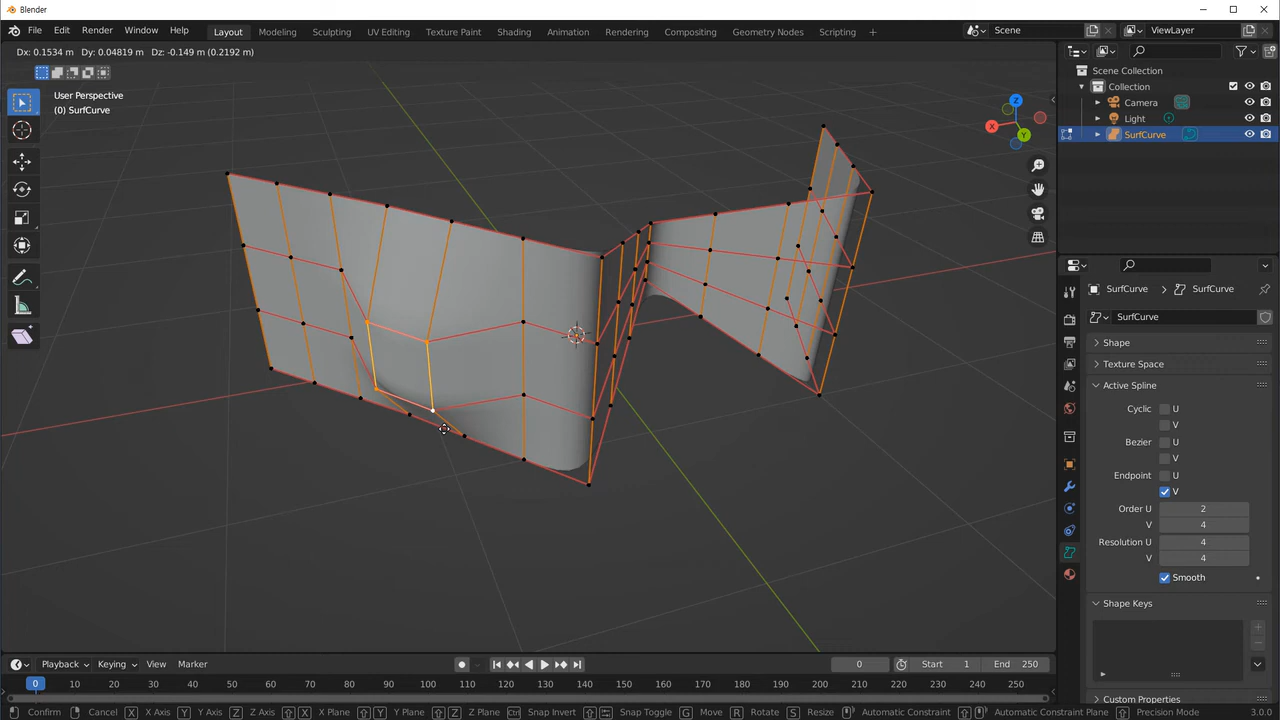 Blender
File Edit Render Window Help Layout Modeling Sculpting UV Editing Texture Paint Shading Animation Rendering Compositing Geometry Nodes Scripting + Scene ViewLayer
Dx: 0.1534 m Dy: 0.04819 m Dz: -0.149 m (0.2192 m)
User Perspective
(0) SurfCurve
Z
X
Y
Scene Collection
Collection
Camera
Light
SurfCurve
SurfCurve > SurfCurve
SurfCurve
Shape
Texture Space
Active Spline
Cyclic U
V
Bezier U
V
Endpoint U
V
Order U 2
V 4
Resolution U 4
V 4
Smooth
Shape Keys
Custom Properties
Playback Keying View Marker 0 Start 1 End 250
0 10 20 30 40 50 60 70 80 90 100 110 120 130 140 150 160 170 180 190 200 210 220 230 240 250
Confirm Cancel X X Axis Y Y Axis Z Z Axis X X Plane Y Y Plane Z Z Plane Ctrl Snap Invert Snap Toggle G Move R Rotate S Resize Automatic Constraint Automatic Constraint Plane Precision Mode 3.0.0